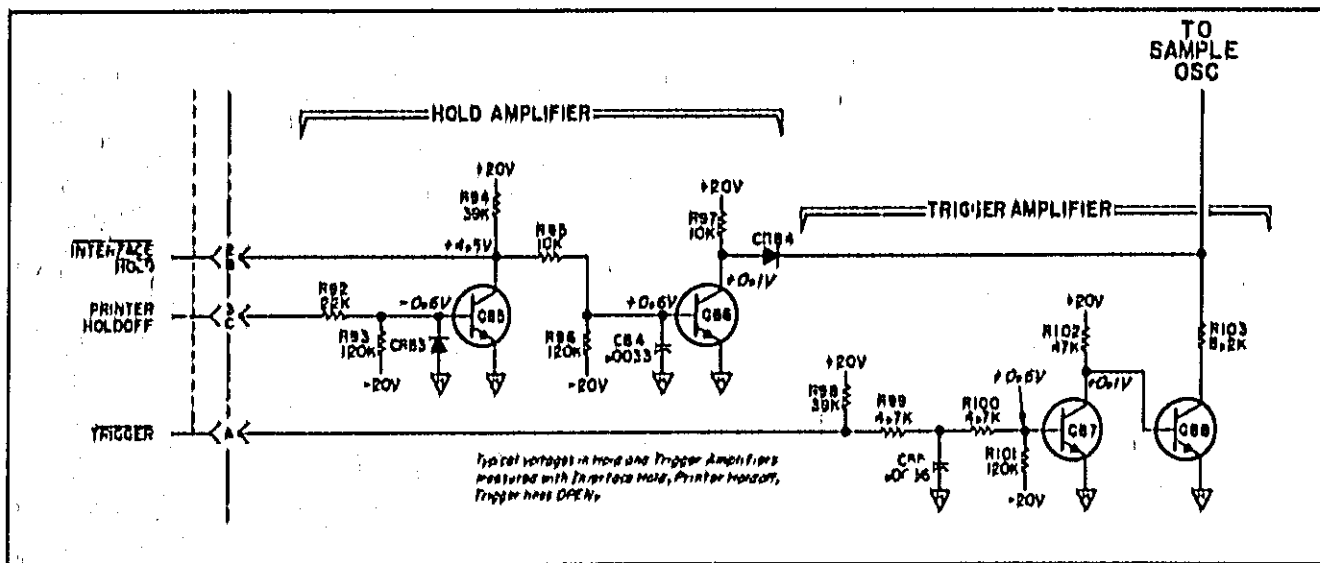 TO
SAMPLE
OSC
HOLD AMPLIFIER
TRIGGER AMPLIFIER
+20V
R94
39K
+20V
R97
10K
INTERFACE
HOLD
B
+4.5V
R95
10K
CR84
+0.1V
PRINTER
HOLDOFF
C
R92
22K
-0.6V
+0.6V
R93
120K
CR83
R96
120K
C84
.0033
-20V
-20V
+20V
R102
47K
R103
8.2K
+20V
R98
39K
R99
4.7K
R100
4.7K
+0.6V
+0.1V
TRIGGER
A
R101
120K
-20V
Typical voltages in Hold and Trigger Amplifiers
measured with Interface Hold, Printer Holdoff,
Trigger lines OPEN.